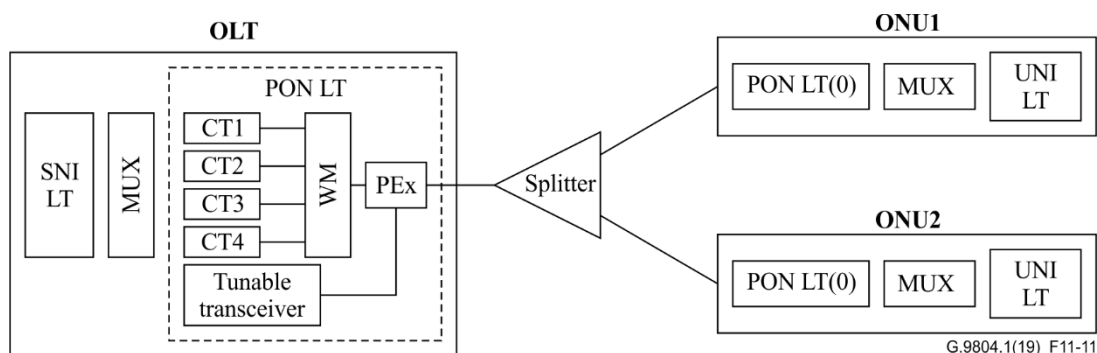 OLT
PON LT
SNI
LT
MUX
CT1
CT2
CT3
CT4
WM
PEx
Tunable
transceiver
Splitter
ONU1
PON LT(0)
MUX
UNI
LT
ONU2
PON LT(0)
MUX
UNI
LT
G.9804.1(19)_F11-11